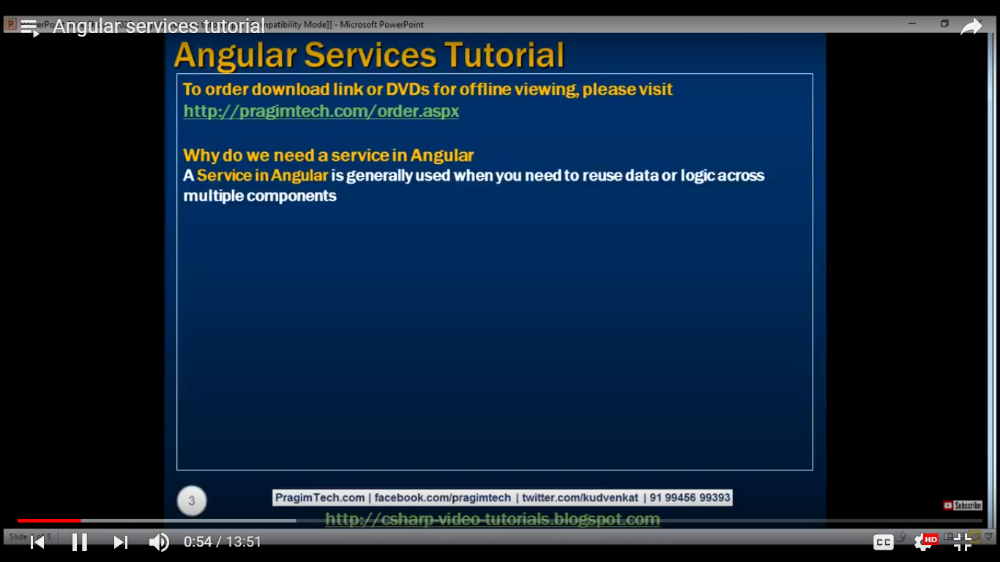 Angular services tutorial
mpatibility Mode]] - Microsoft PowerPoint
Angular Services Tutorial
To order download link or DVDs for offline viewing, please visit
http://pragimtech.com/order.aspx
Why do we need a service in Angular
A Service in Angular is generally used when you need to reuse data or logic across
multiple components
3
PragimTech.com | facebook.com/pragimtech | twitter.com/kudvenkat | 91 99456 99393
Subscribe
http://csharp-video-tutorials.blogspot.com
Slide
5
0:54 / 13:51
CC
HD